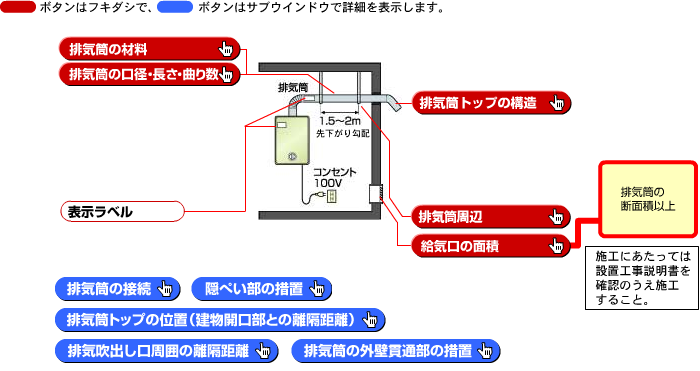 ボタンはフキダシで、 ボタンはサブウインドウで詳細を表示します。
排気筒の材料
排気筒の口径・長さ・曲り数
排気筒
排気筒トップの構造
1.5〜2m
先下がり勾配
コンセント
100V
表示ラベル
排気筒周辺
給気口の面積
排気筒の
断面積以上
施工にあたっては
設置工事説明書を
確認のうえ施工
すること。
排気筒の接続
隠ぺい部の措置
排気筒トップの位置（建物開口部との離隔距離）
排気吹出し口周囲の離隔距離
排気筒の外壁貫通部の措置